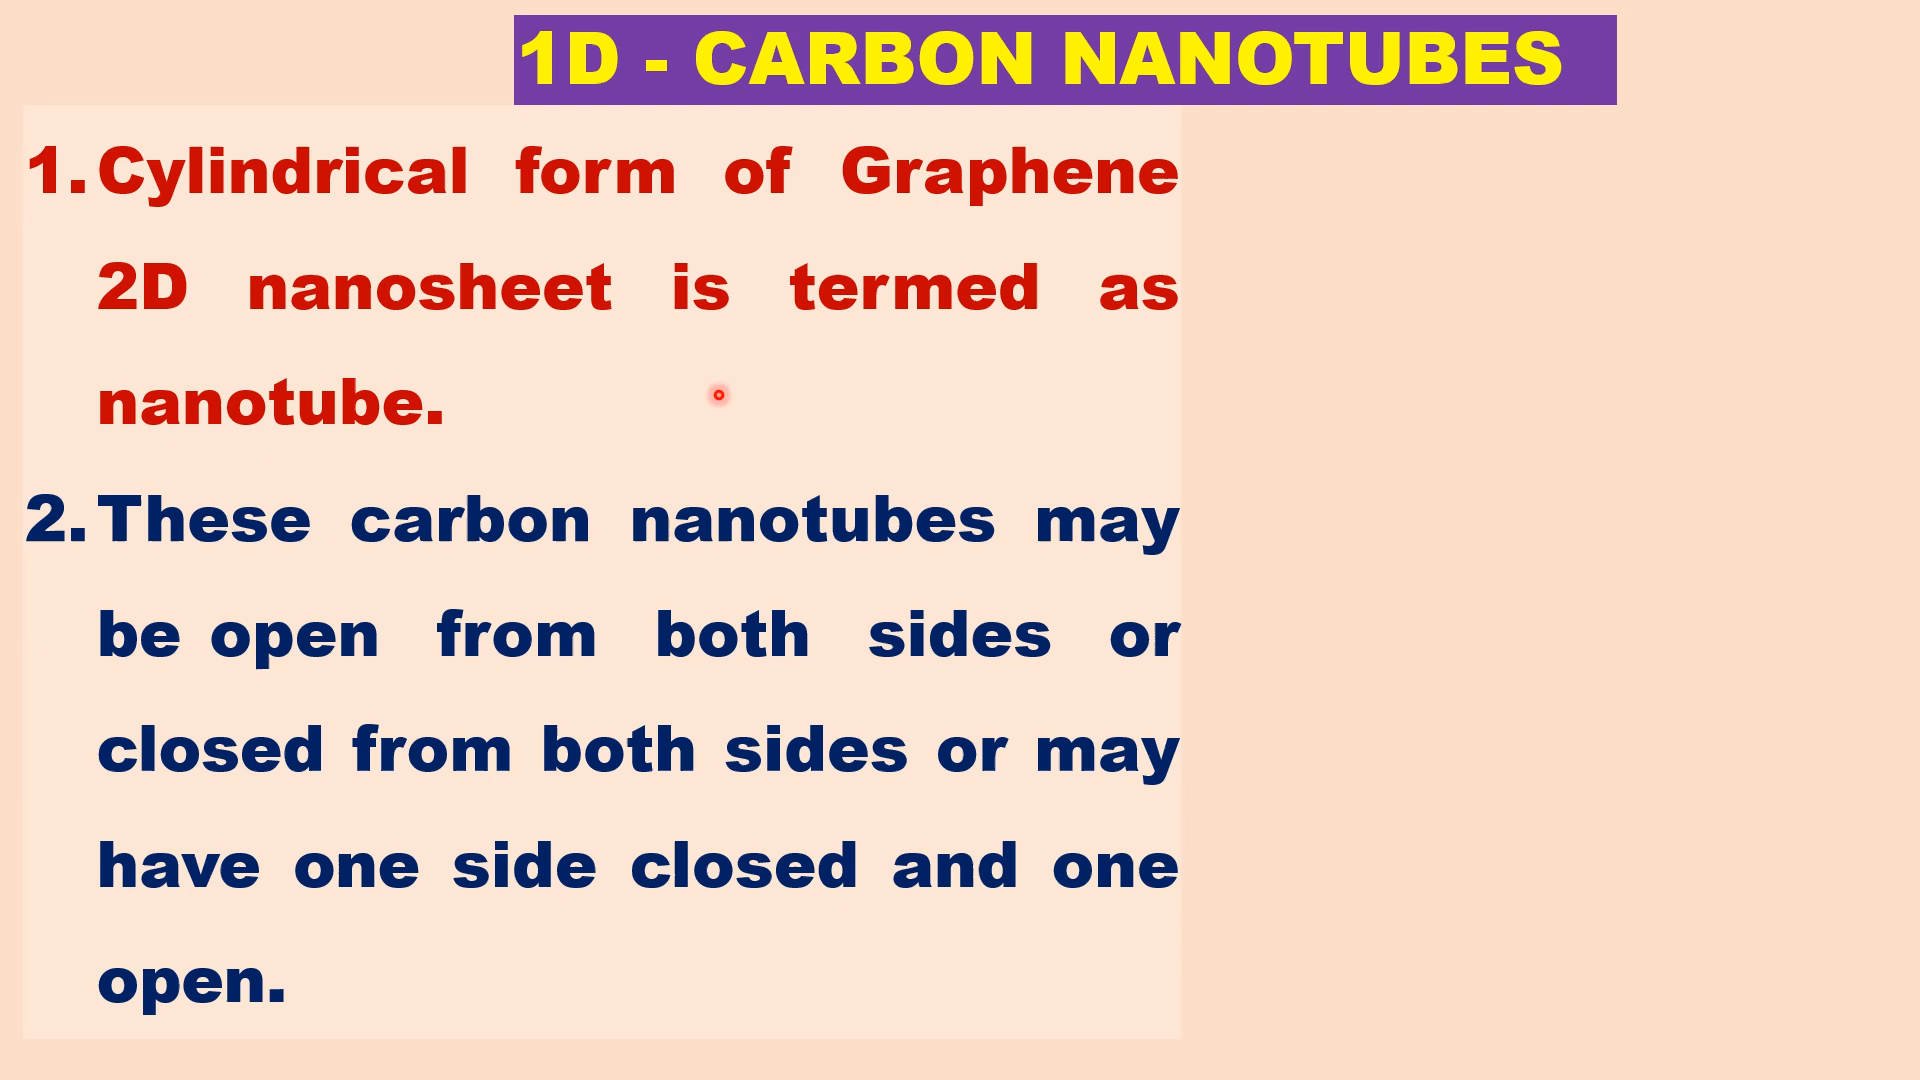 1D - CARBON NANOTUBES
1. Cylindrical form of Graphene
2D nanosheet is termed as
nanotube.
2. These carbon nanotubes may
be open from both sides or
closed from both sides or may
have one side closed and one
open.